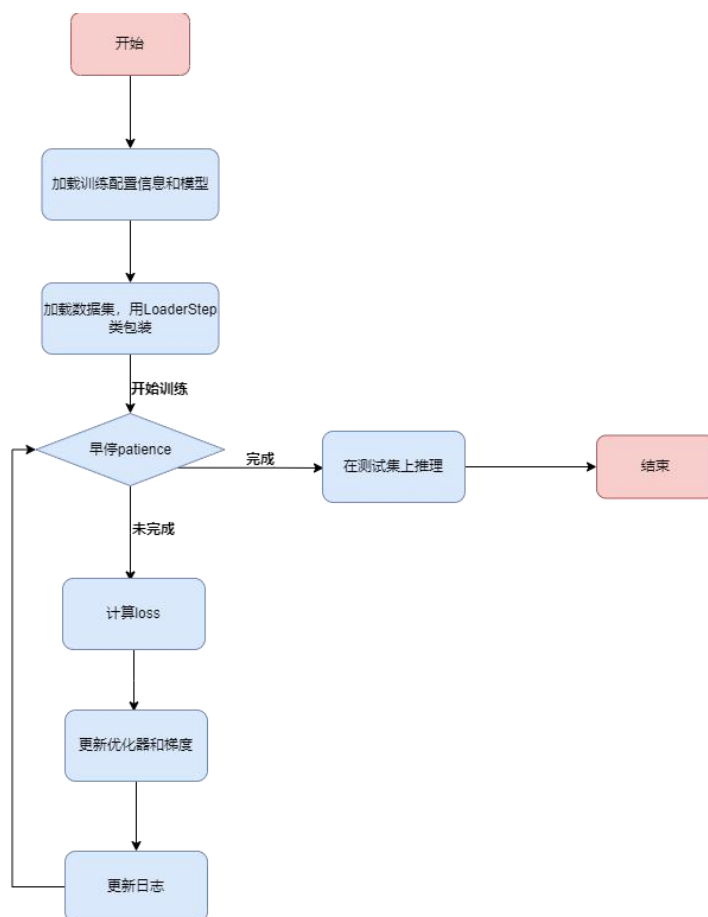 开始
加载训练配置信息和模型
加载数据集，用LoaderStep
类包装
开始训练
早停patience
完成
在测试集上推理
结束
未完成
计算loss
更新优化器和梯度
更新日志